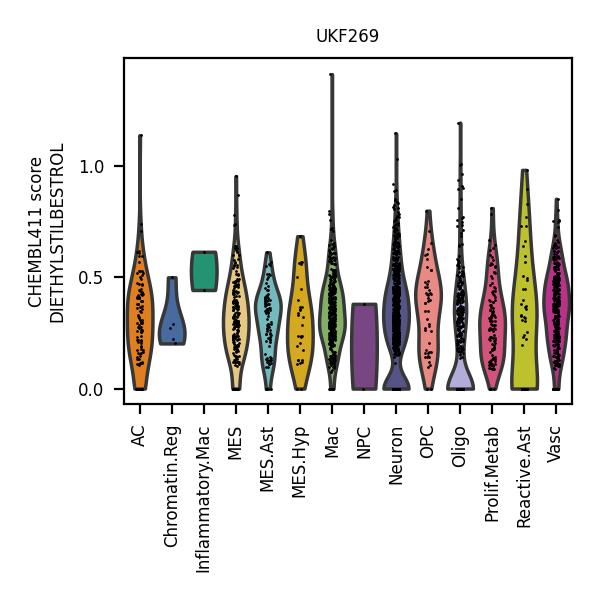 UKF269
CHEMBL411 score
DIETHYLSTILBESTROL
1.0
0.5
0.0
AC
Chromatin.Reg
Inflammatory.Mac
MES
MES.Ast
MES.Hyp
Mac
NPC
Neuron
OPC
Oligo
Prolif.Metab
Reactive.Ast
Vasc